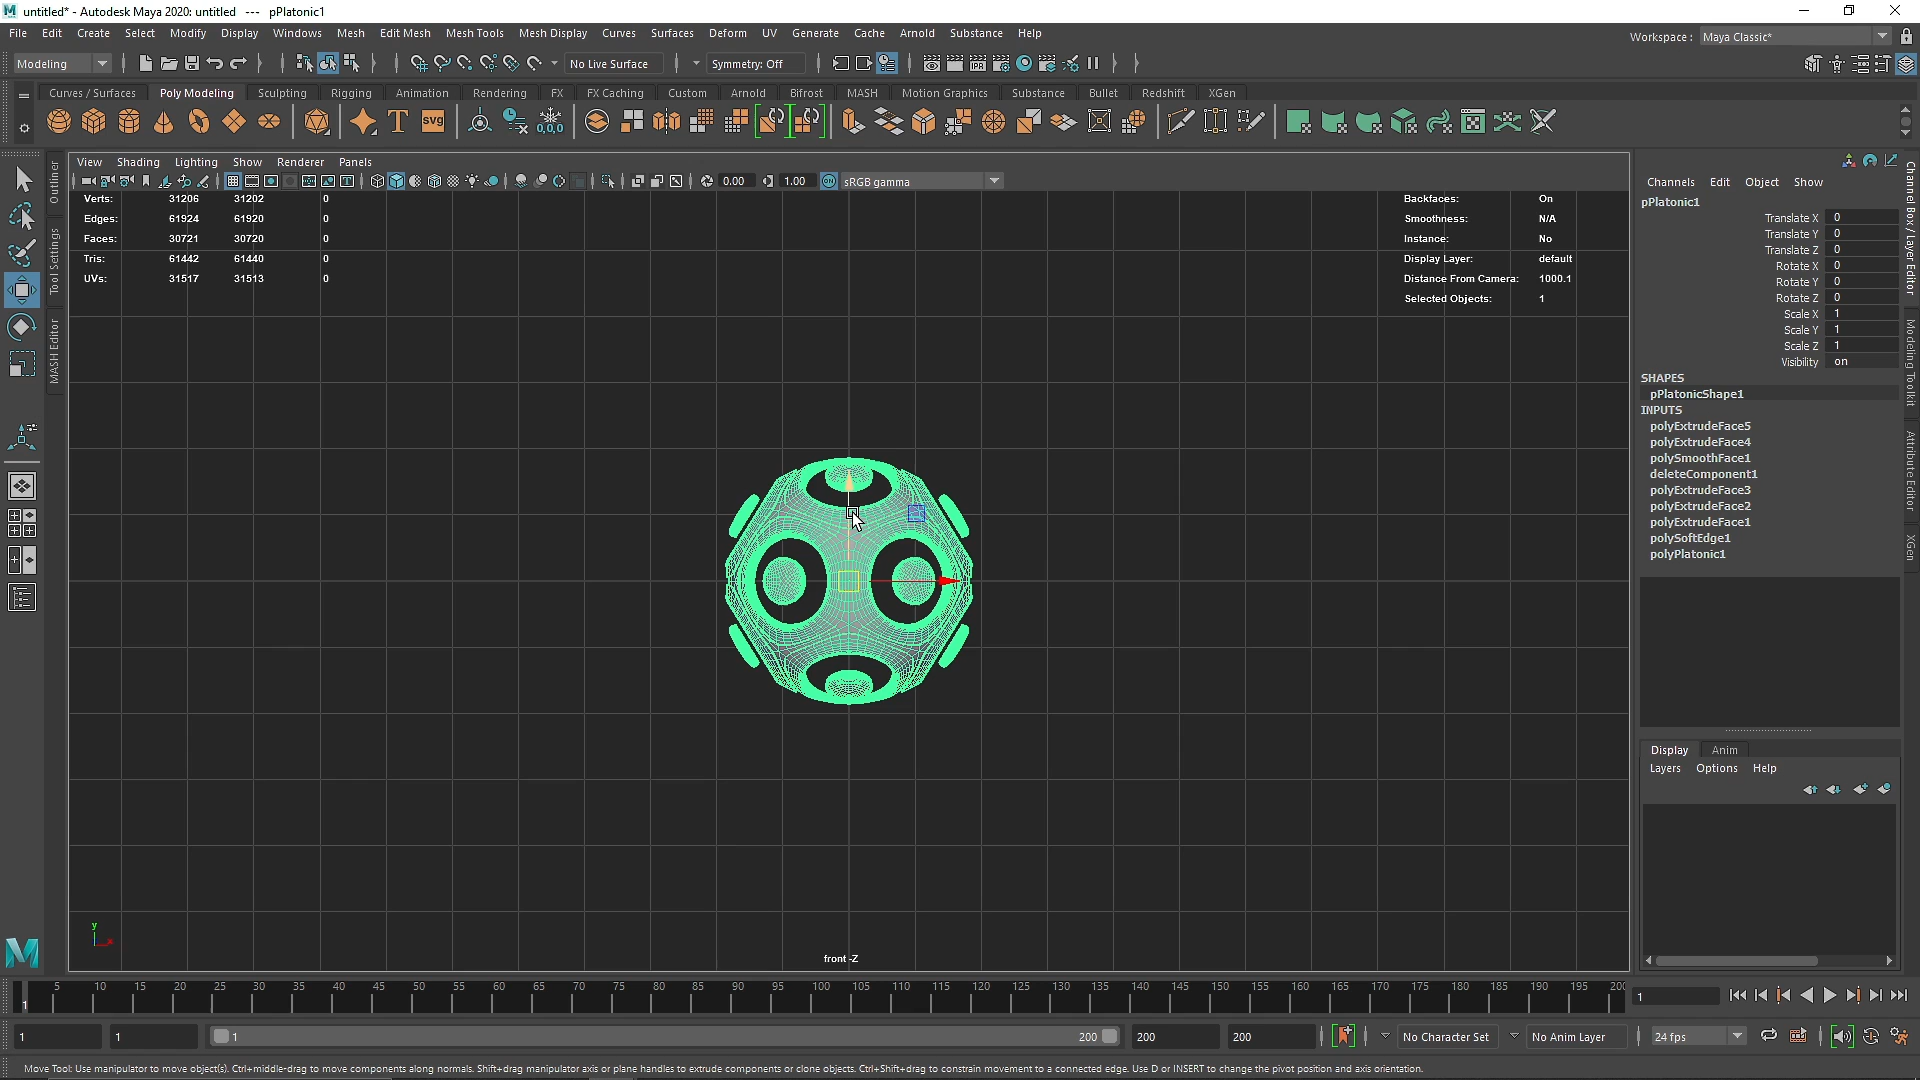 untitled* - Autodesk Maya 2020: untitled --- pPlatonic1
File Edit Create Select Modify Display Windows Mesh Edit Mesh Mesh Tools Mesh Display Curves Surfaces Deform UV Generate Cache Arnold Substance Help
Workspace : Maya Classic*
Modeling No Live Surface Symmetry: Off
Curves / Surfaces Poly Modeling Sculpting Rigging Animation Rendering FX FX Caching Custom Arnold Bifrost MASH Motion Graphics Substance Bullet Redshift XGen
T SVG 0,0,0
View Shading Lighting Show Renderer Panels
0.00 1.00 ON sRGB gamma
Outliner
Tool Settings
MASH Editor
Verts: 31206 31202 0
Edges: 61924 61920 0
Faces: 30721 30720 0
Tris: 61442 61440 0
UVs: 31517 31513 0
Backfaces: On
Smoothness: N/A
Instance: No
Display Layer: default
Distance From Camera: 1000.1
Selected Objects: 1
y
x
front -Z
Channels Edit Object Show
pPlatonic1
Translate X 0
Translate Y 0
Translate Z 0
Rotate X 0
Rotate Y 0
Rotate Z 0
Scale X 1
Scale Y 1
Scale Z 1
Visibility on
SHAPES
pPlatonicShape1
INPUTS
polyExtrudeFace5
polyExtrudeFace4
polySmoothFace1
deleteComponent1
polyExtrudeFace3
polyExtrudeFace2
polyExtrudeFace1
polySoftEdge1
polyPlatonic1
Channel Box / Layer Editor
Modeling Toolkit
Attribute Editor
XGen
Display Anim
Layers Options Help
1 5 10 15 20 25 30 35 40 45 50 55 60 65 70 75 80 85 90 95 100 105 110 115 120 125 130 135 140 145 150 155 160 165 170 175 180 185 190 195 200 1
1 1 1 200 200 200 No Character Set No Anim Layer 24 fps
Move Tool: Use manipulator to move object(s). Ctrl+middle-drag to move components along normals. Shift+drag manipulator axis or plane handles to extrude components or clone objects. Ctrl+Shift+drag to constrain movement to a connected edge. Use D or INSERT to change the pivot position and axis orientation.